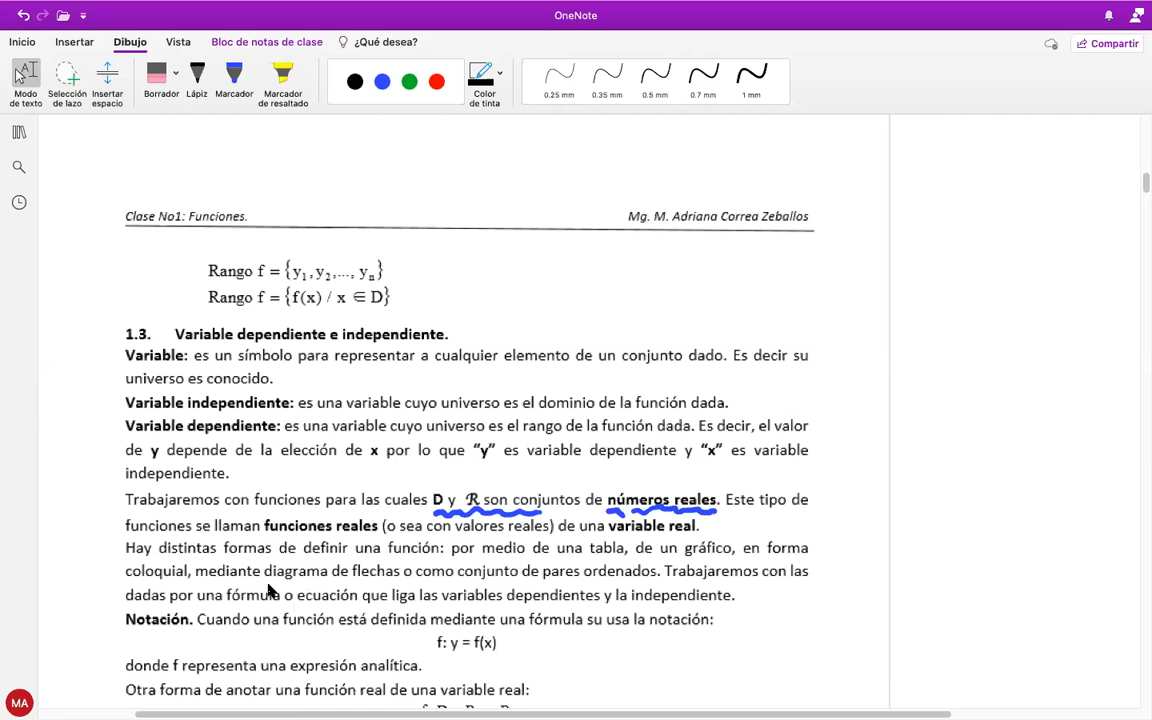 OneNote
Inicio Insertar Dibujo Vista Bloc de notas de clase ¿Qué desea? Compartir
Modo de texto Selección de lazo Insertar espacio Borrador Lápiz Marcador Marcador de resaltado Color de tinta 0.25 mm 0.35 mm 0.5 mm 0.7 mm 1 mm
Clase No1: Funciones. Mg. M. Adriana Correa Zeballos
Rango f = {y₁, y₂, ..., yₙ}
Rango f = {f(x) / x ∈ D}
1.3. Variable dependiente e independiente.
Variable: es un símbolo para representar a cualquier elemento de un conjunto dado. Es decir su
universo es conocido.
Variable independiente: es una variable cuyo universo es el dominio de la función dada.
Variable dependiente: es una variable cuyo universo es el rango de la función dada. Es decir, el valor
de y depende de la elección de x por lo que “y” es variable dependiente y “x” es variable
independiente.
Trabajaremos con funciones para las cuales D y ℛ son conjuntos de números reales. Este tipo de
funciones se llaman funciones reales (o sea con valores reales) de una variable real.
Hay distintas formas de definir una función: por medio de una tabla, de un gráfico, en forma
coloquial, mediante diagrama de flechas o como conjunto de pares ordenados. Trabajaremos con las
dadas por una fórmula o ecuación que liga las variables dependientes y la independiente.
Notación. Cuando una función está definida mediante una fórmula su usa la notación:
f: y = f(x)
donde f representa una expresión analítica.
Otra forma de anotar una función real de una variable real:
MA